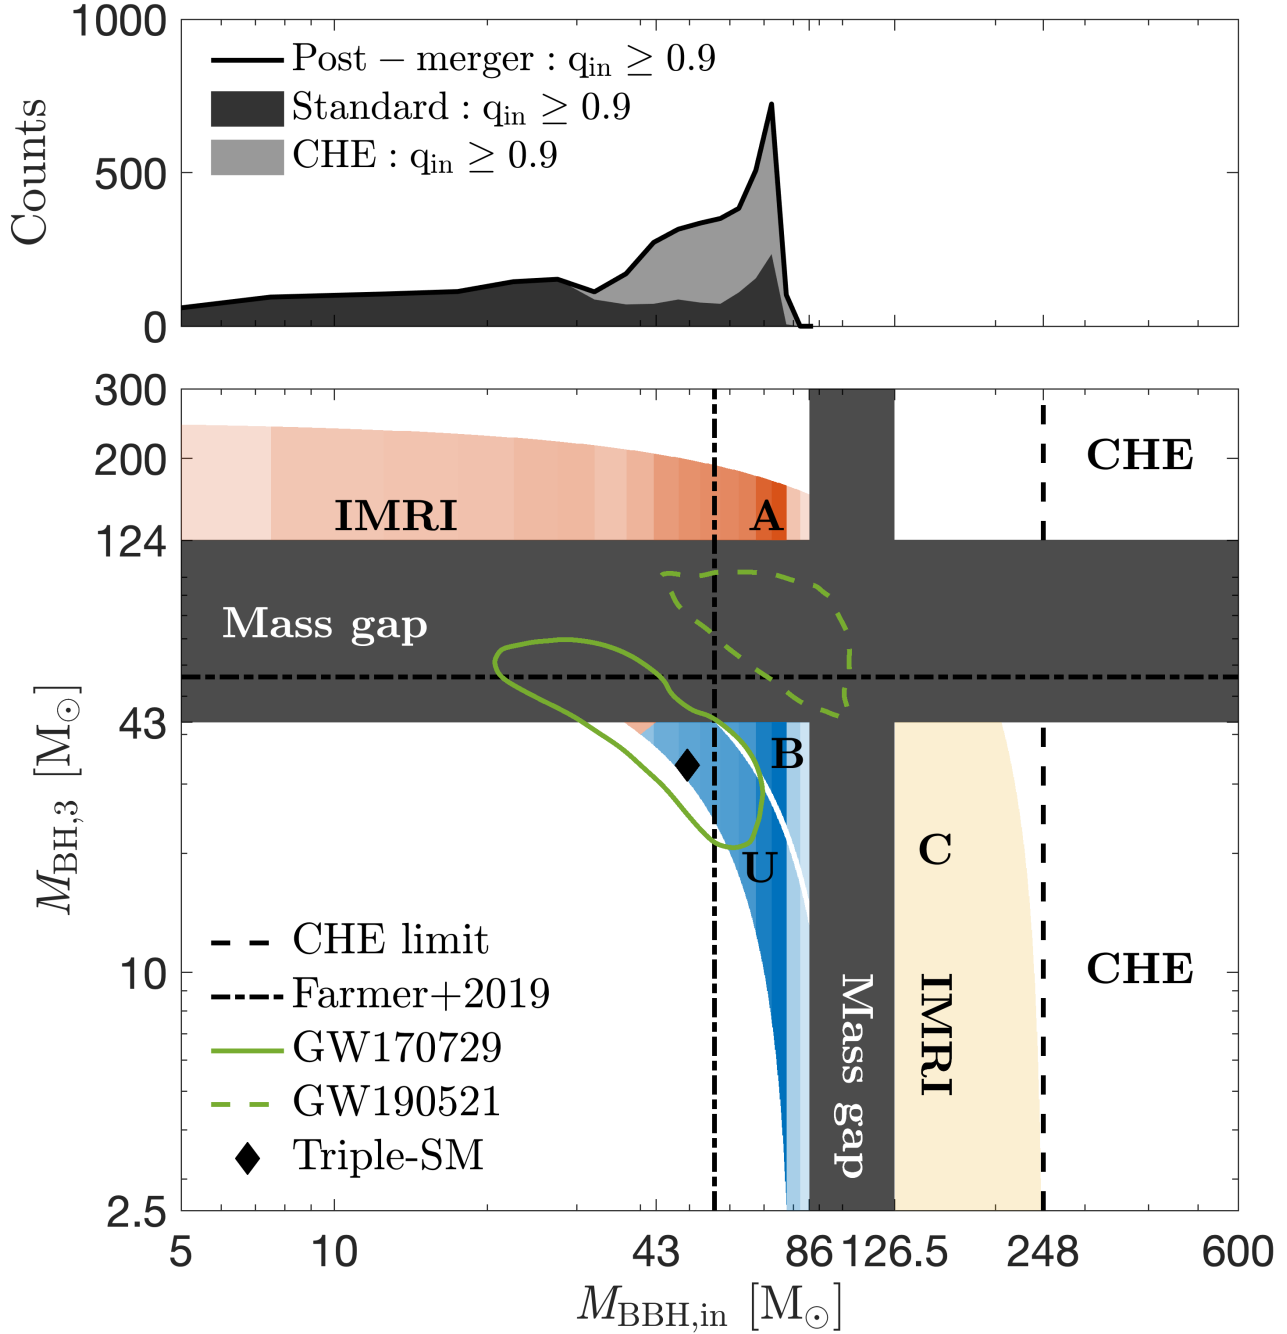 1000
500
0
Counts
Post − merger : q_in ≥ 0.9
Standard : q_in ≥ 0.9
CHE : q_in ≥ 0.9
300
200
124
43
10
2.5
M_BH,3 [M_⊙]
IMRI
A
CHE
Mass gap
B
U
C
IMRI
CHE
Mass gap
CHE limit
Farmer+2019
GW170729
GW190521
Triple-SM
5 10 43 86 126.5 248 600
M_BBH,in [M_⊙]